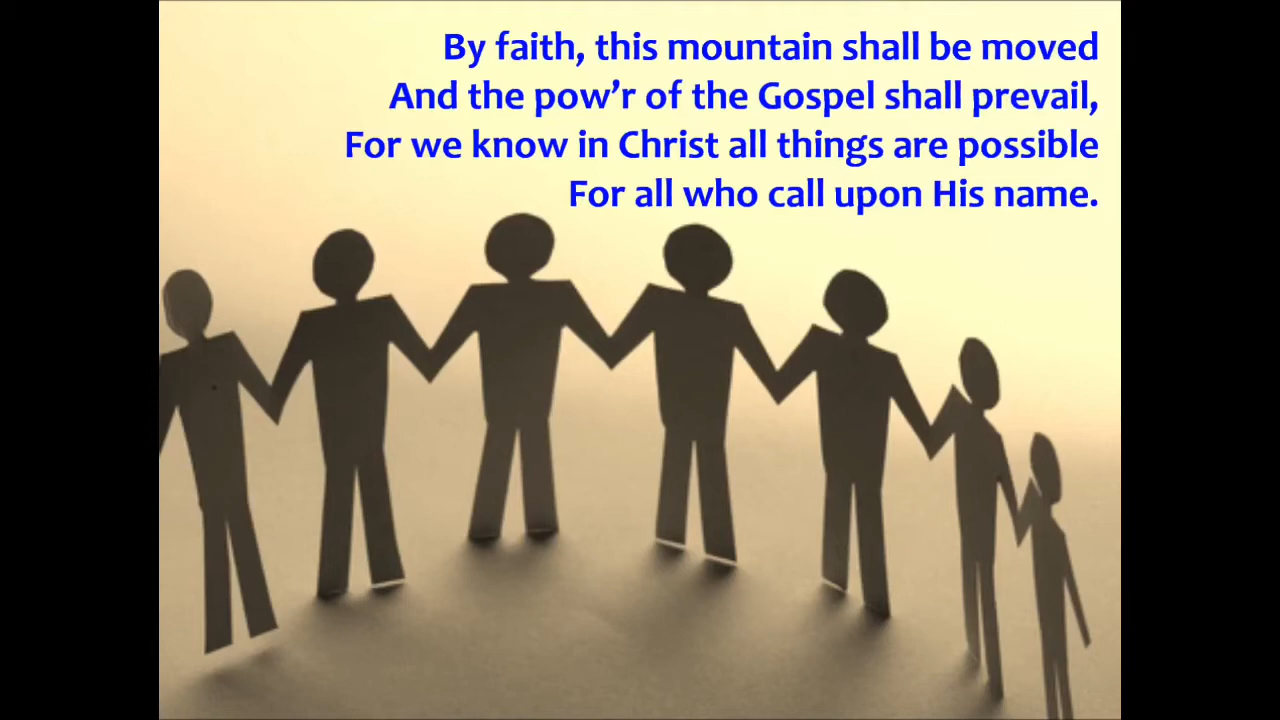 By faith, this mountain shall be moved
And the pow’r of the Gospel shall prevail,
For we know in Christ all things are possible
For all who call upon His name.